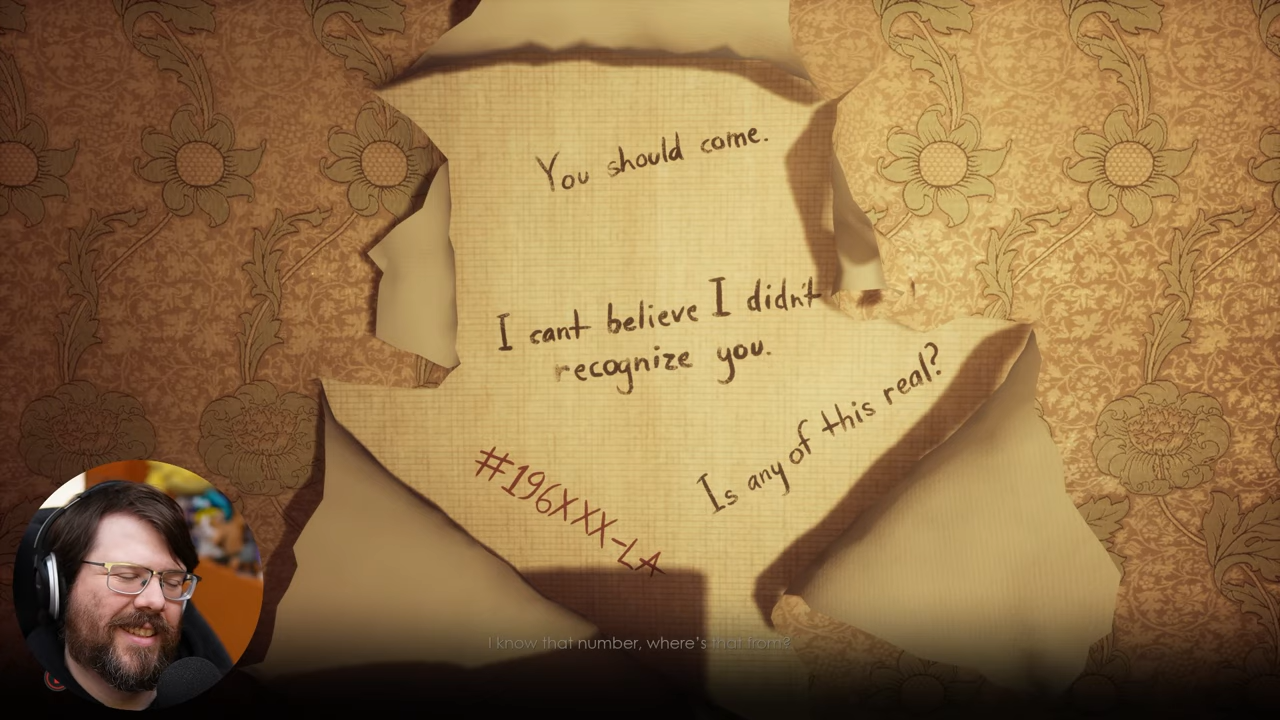 You should come.
I cant believe I didn't
recognize you.
Is any of this real?
#196XXX-LA
I know that number, where's that from?